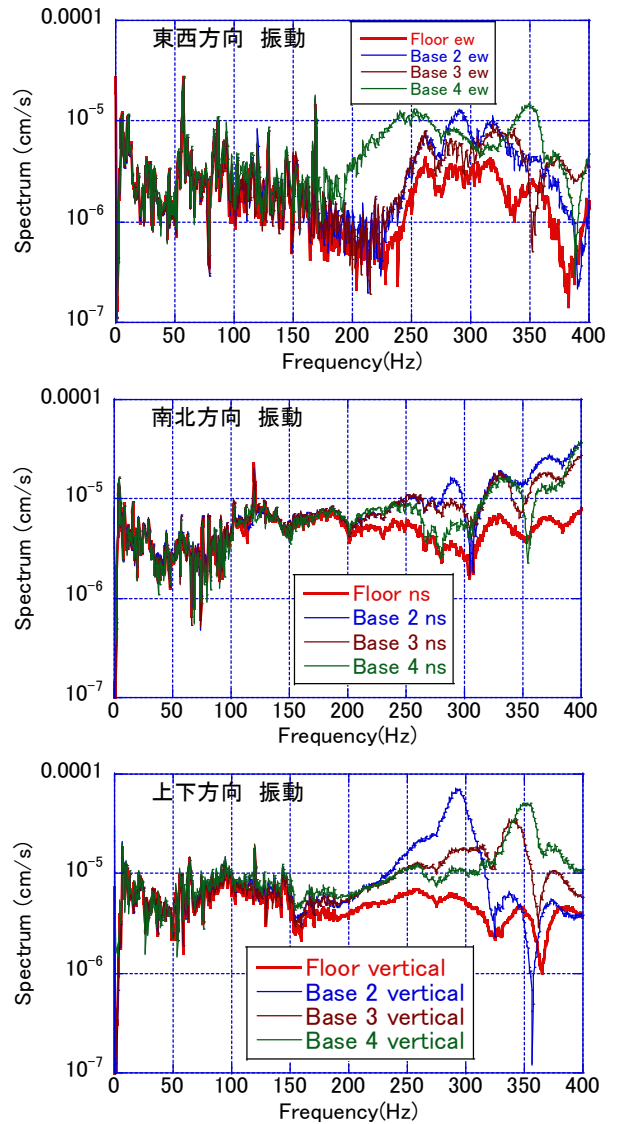 0.0001
東西方向 振動
Floor ew
Base 2 ew
Base 3 ew
Base 4 ew
10-5
10-6
10-7
Spectrum (cm/s)
0 50 100 150 200 250 300 350 400
Frequency(Hz)
0.0001
南北方向 振動
10-5
10-6
10-7
Spectrum (cm/s)
Floor ns
Base 2 ns
Base 3 ns
Base 4 ns
0 50 100 150 200 250 300 350 400
Frequency(Hz)
0.0001
上下方向 振動
10-5
10-6
10-7
Spectrum (cm/s)
Floor vertical
Base 2 vertical
Base 3 vertical
Base 4 vertical
0 50 100 150 200 250 300 350 400
Frequency(Hz)